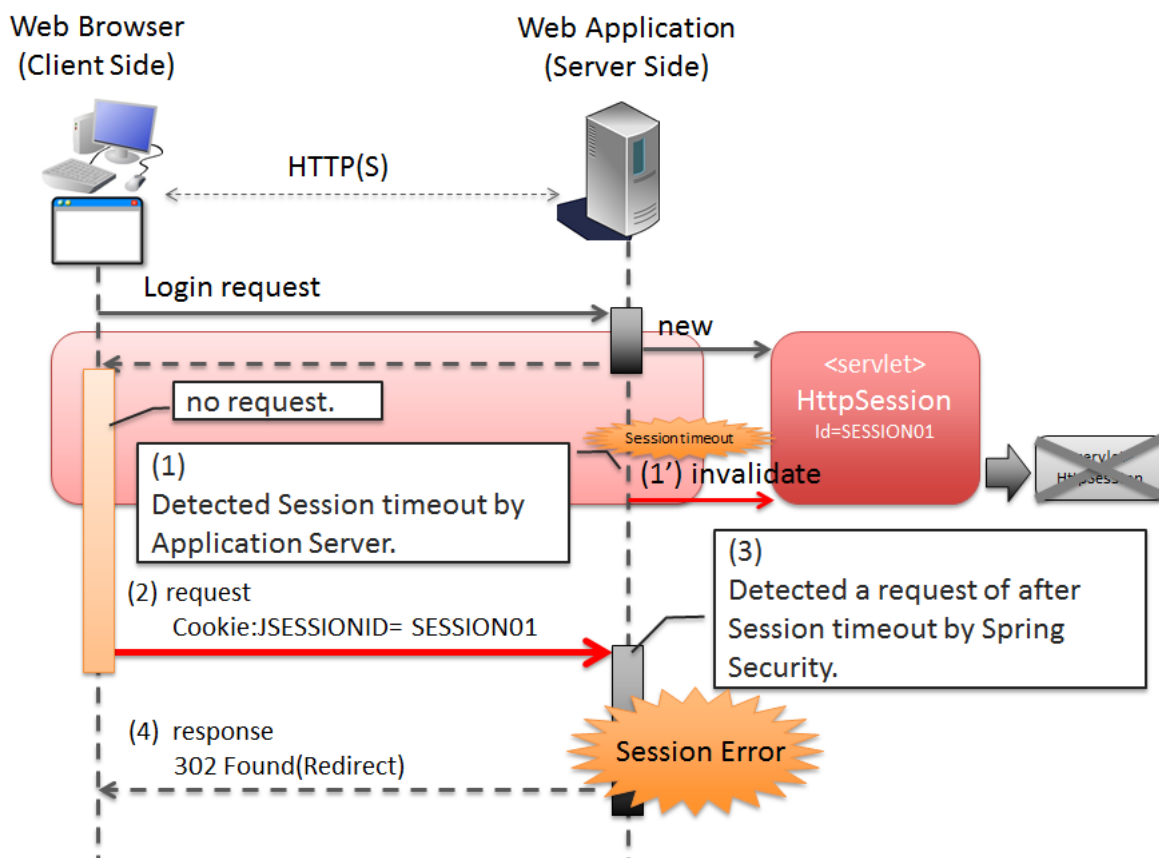 Web Browser
(Client Side)
Web Application
(Server Side)
HTTP(S)
Login request
new
<servlet>
HttpSession
Id=SESSION01
no request.
Session timeout
(1)
Detected Session timeout by
Application Server.
(1’) invalidate
HttpSession
(3)
Detected a request of after
Session timeout by Spring
Security.
(2) request
Cookie:JSESSIONID= SESSION01
(4) response
302 Found(Redirect)
Session Error